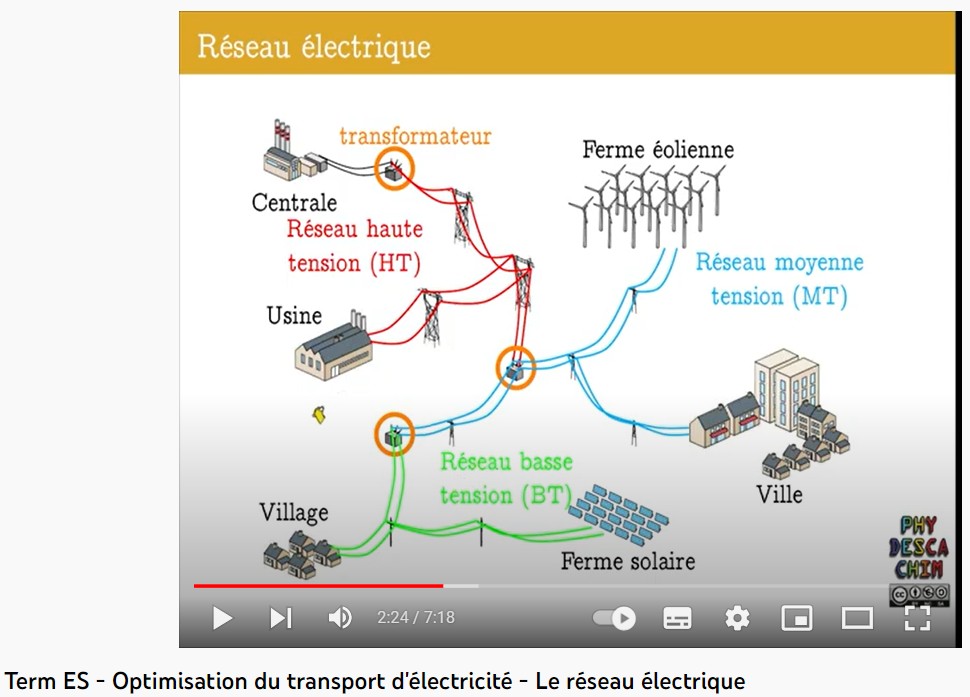 Réseau électrique
transformateur
Ferme éolienne
Centrale
Réseau haute
tension (HT)
Réseau moyenne
tension (MT)
Usine
Réseau basse
tension (BT)
Ville
Village
Ferme solaire
PHY
DESCA
CHIM
cc
2:24 / 7:18
Term ES - Optimisation du transport d'électricité - Le réseau électrique